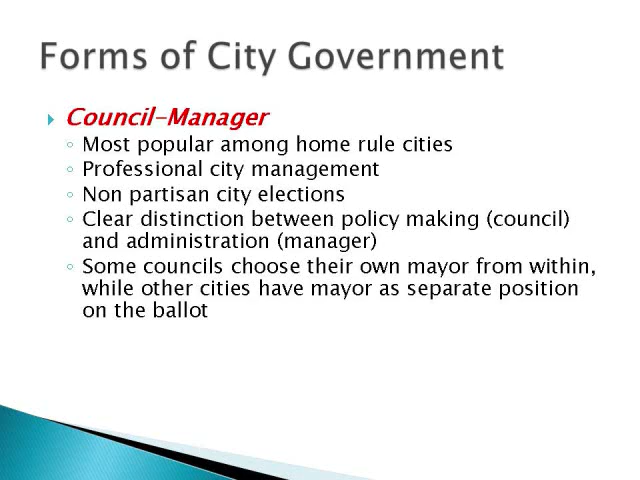 Forms of City Government
Council-Manager
Most popular among home rule cities
Professional city management
Non partisan city elections
Clear distinction between policy making (council)
and administration (manager)
Some councils choose their own mayor from within,
while other cities have mayor as separate position
on the ballot